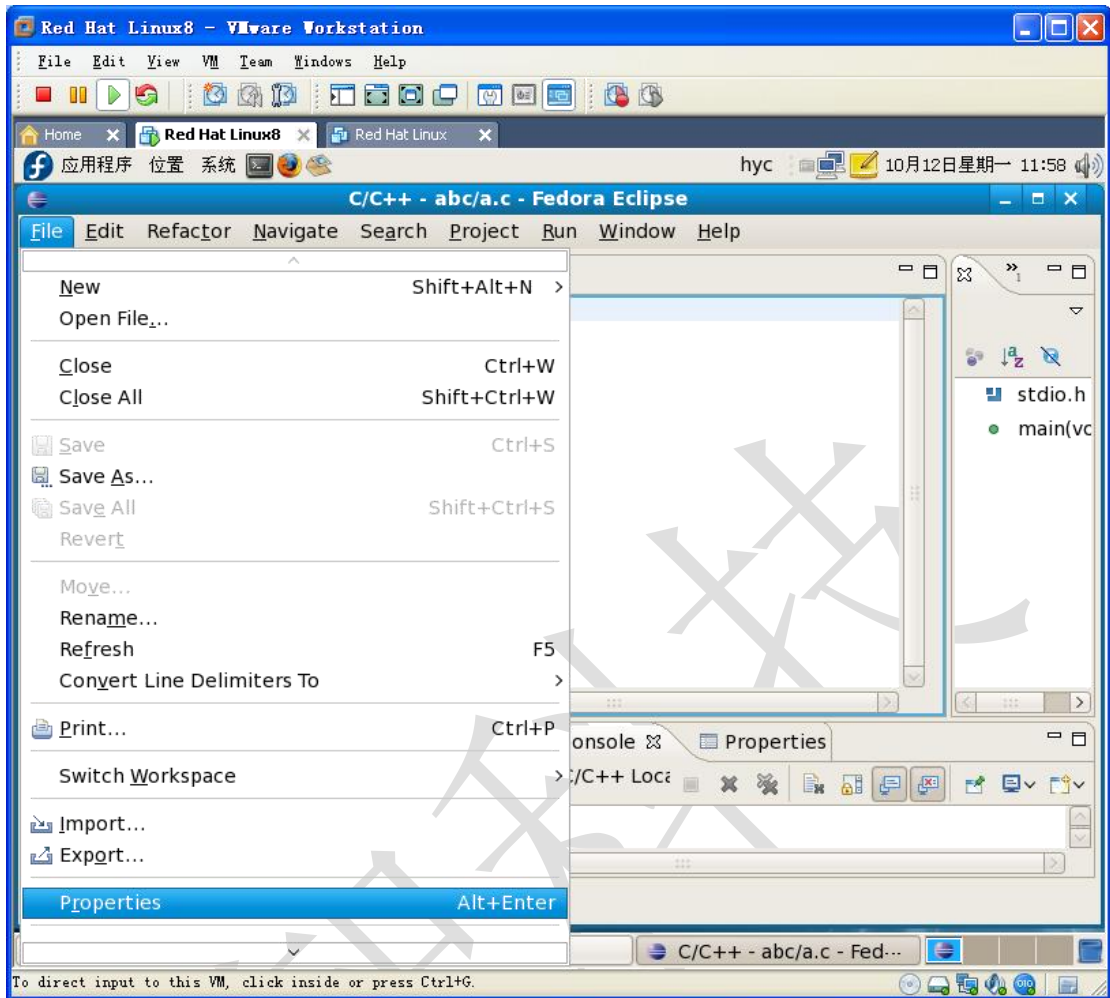 Red Hat Linux8 - VMware Workstation
File Edit View VM Team Windows Help
Home Red Hat Linux8 Red Hat Linux
应用程序 位置 系统 hyc 10月12日星期一 11:58
C/C++ - abc/a.c - Fedora Eclipse
File Edit Refactor Navigate Search Project Run Window Help
New Shift+Alt+N
Open File...
Close Ctrl+W
Close All Shift+Ctrl+W
Save Ctrl+S
Save As...
Save All Shift+Ctrl+S
Revert
Move...
Rename...
Refresh F5
Convert Line Delimiters To
Print... Ctrl+P
Switch Workspace
Import...
Export...
Properties Alt+Enter
stdio.h
main(vo
onsole Properties
C/C++ Loca
C/C++ - abc/a.c - Fed...
To direct input to this VM, click inside or press Ctrl+G.